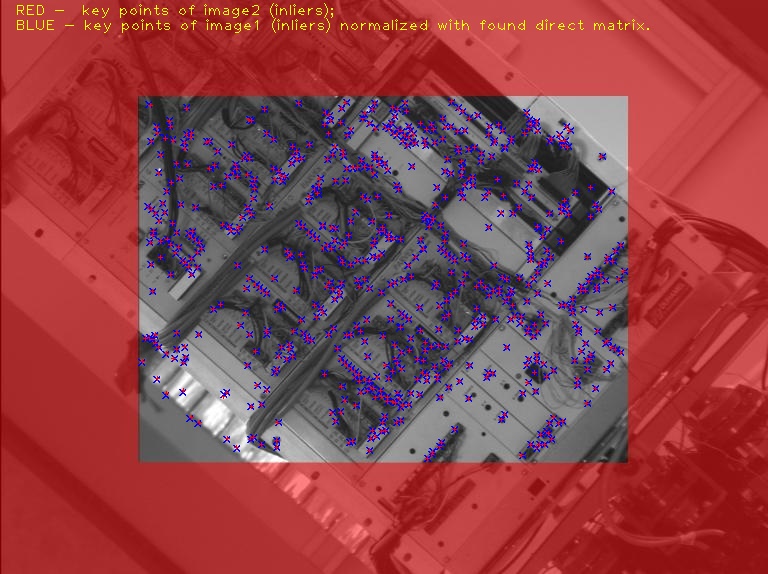 RED - key points of image2 (inliers);
BLUE - key points of image1 (inliers) normalized with found direct matrix.